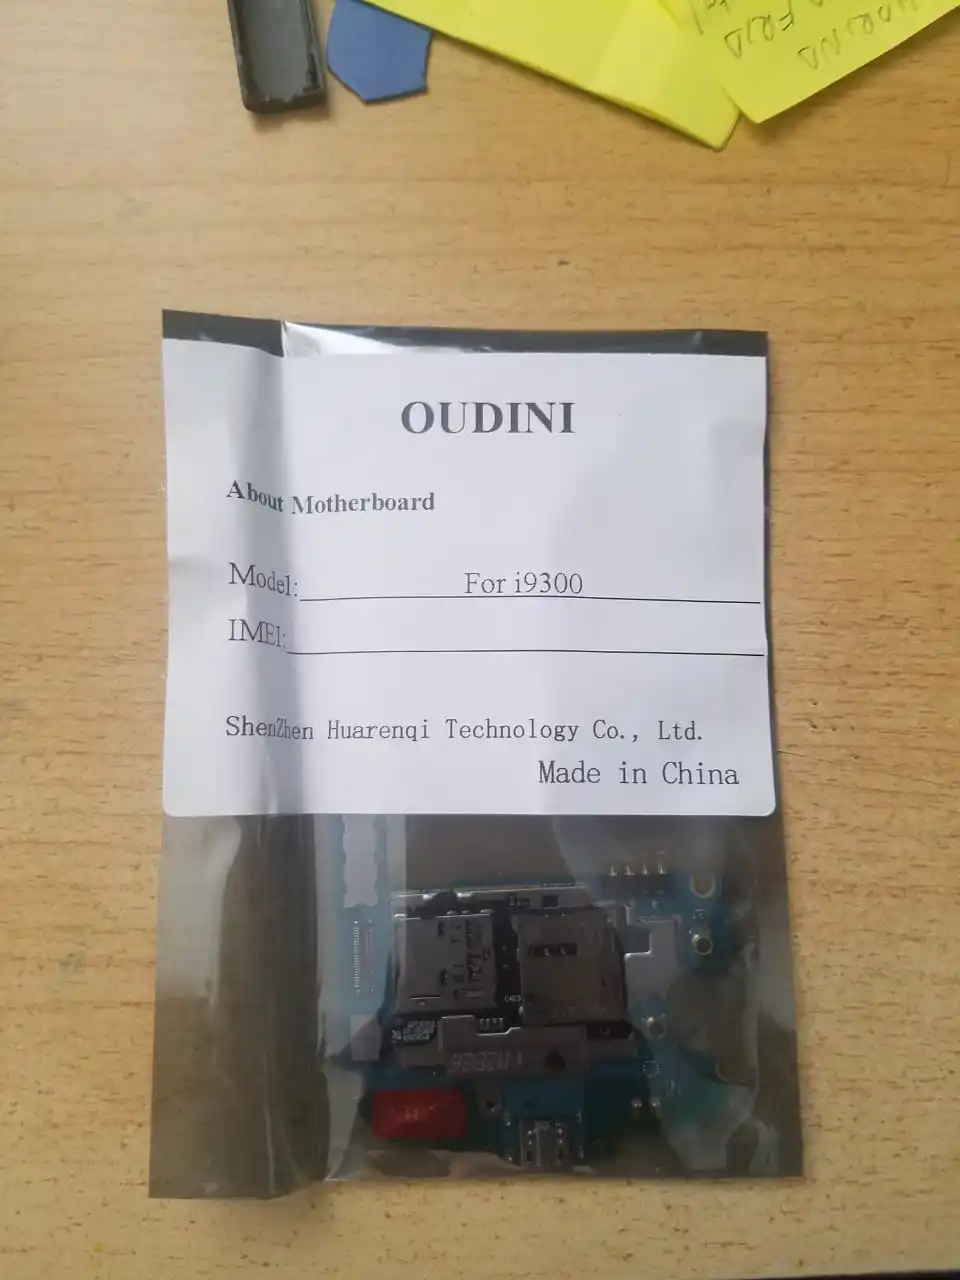 OUDINI
About Motherboard
Model: For i9300
IMEI:
ShenZhen Huarenqi Technology Co., Ltd.
Made in China